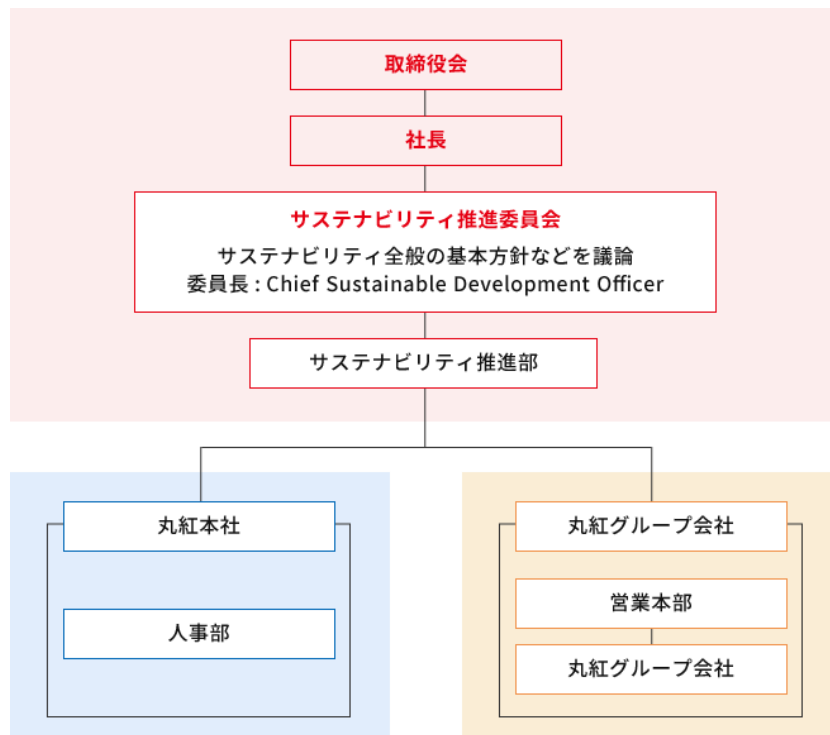 取締役会
社長
サステナビリティ推進委員会
サステナビリティ全般の基本方針などを議論
委員長 : Chief Sustainable Development Officer
サステナビリティ推進部
丸紅本社
人事部
丸紅グループ会社
営業本部
丸紅グループ会社